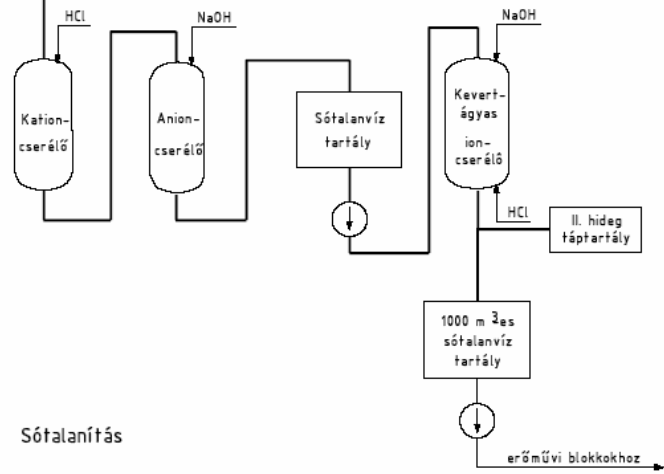 HCl
NaOH
NaOH
Kation-
cserélő
Anion-
cserélő
Sótalanvíz
tartály
Kevert-
ágyas
ion-
cserélő
HCl
II. hideg
táptartály
1000 m 3es
sótalanvíz
tartály
Sótalanítás
erőművi blokkokhoz